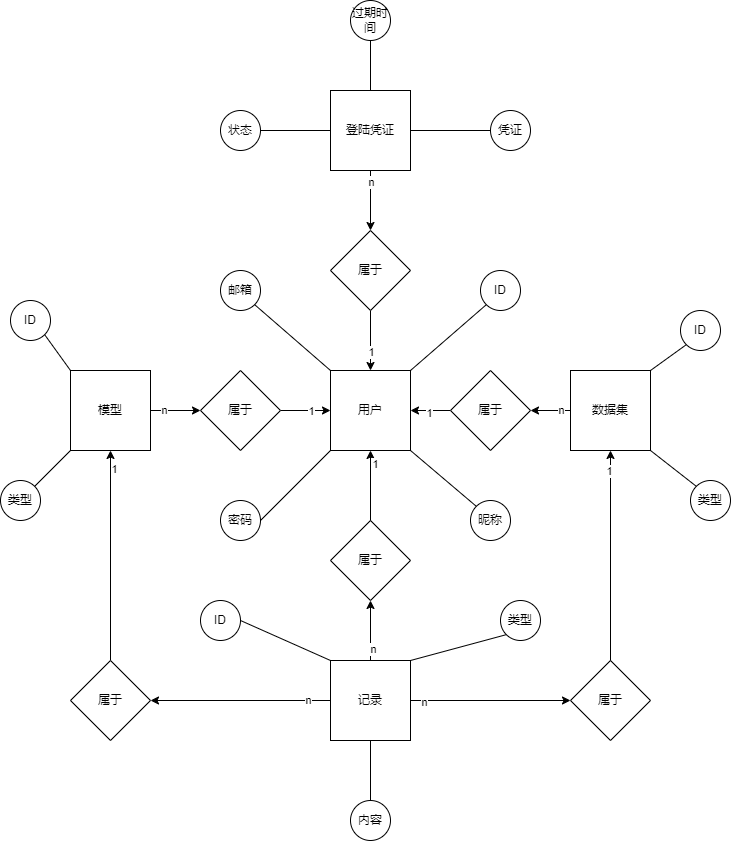 过期时
间
状态
登陆凭证
凭证
n
属于
邮箱
ID
1
ID
ID
模型
n
属于
1
用户
1
属于
n
数据集
类型
1
密码
1
昵称
1
类型
属于
ID
类型
n
属于
n
记录
n
属于
内容